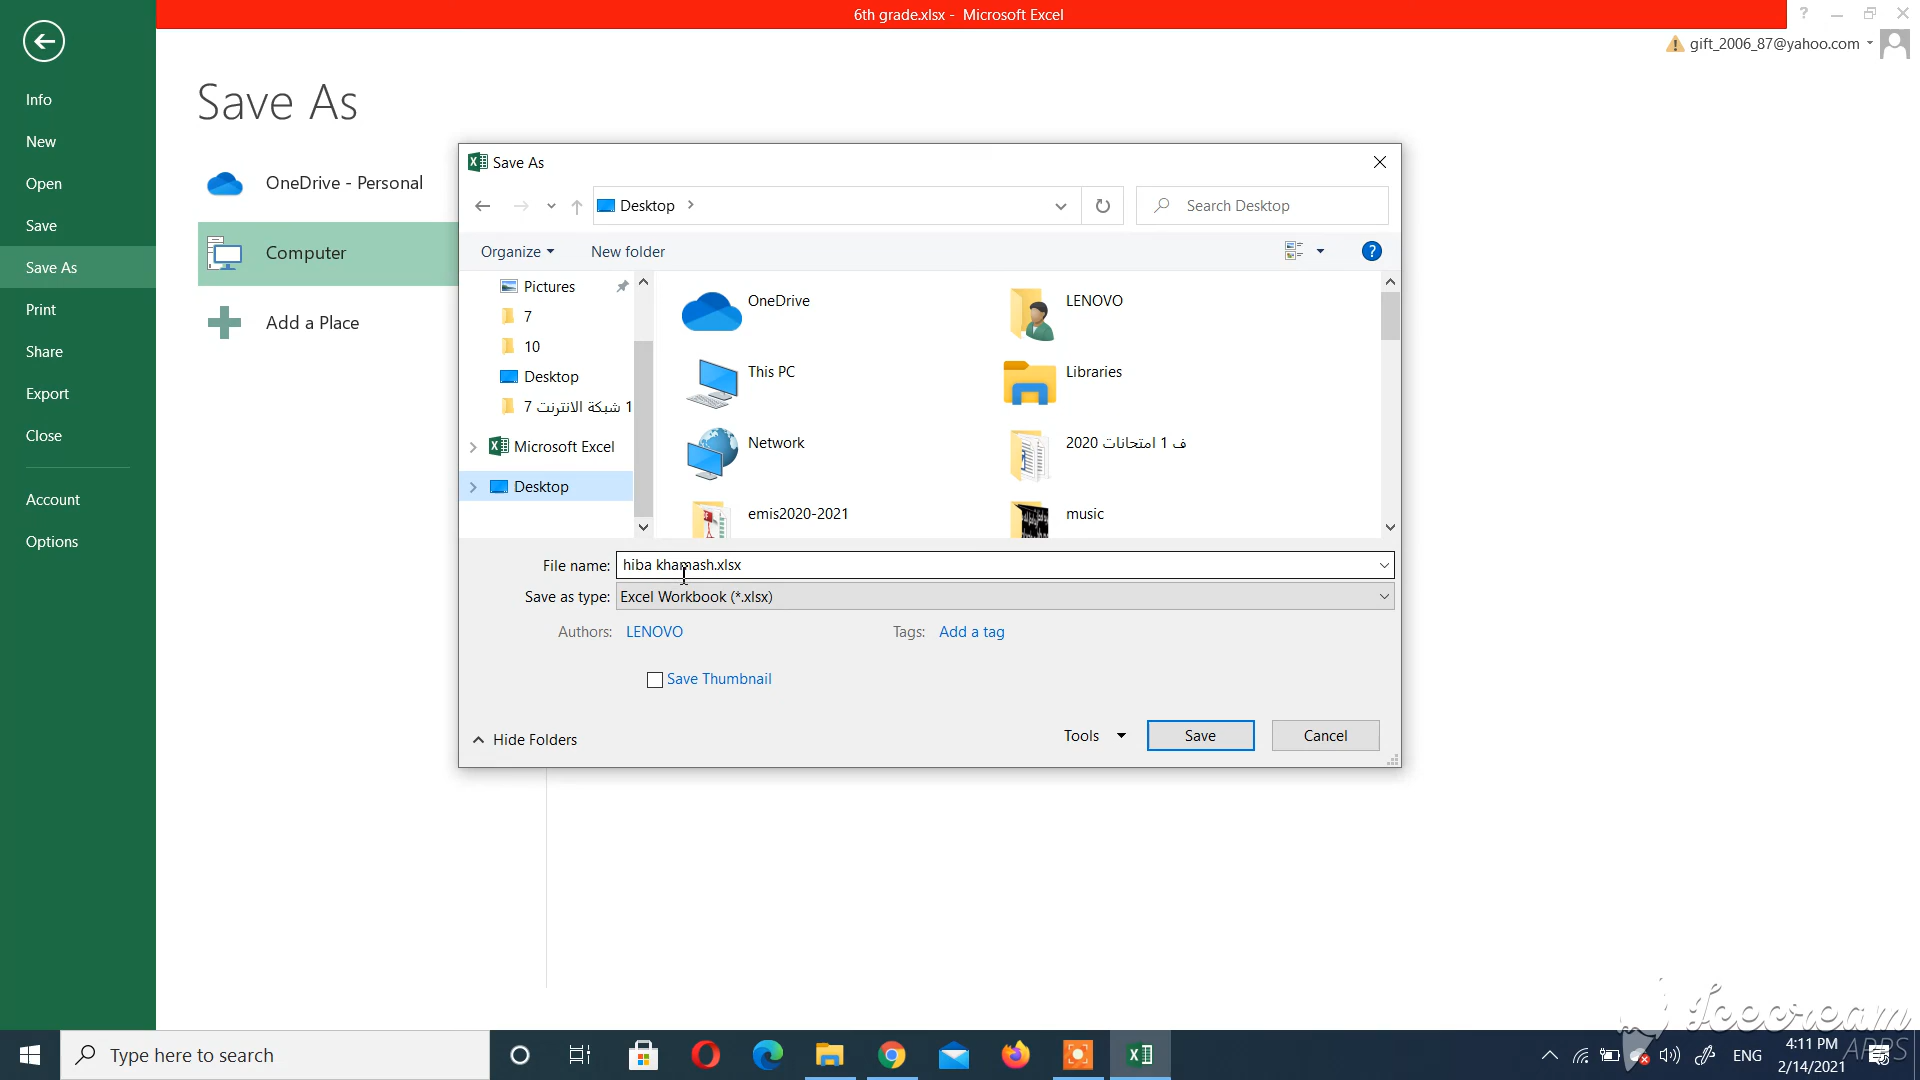 6th grade.xlsx - Microsoft Excel
?
gift_2006_87@yahoo.com
Info
New
Open
Save
Save As
Print
Share
Export
Close
Account
Options
Save As
OneDrive - Personal
Computer
Add a Place
Save As
Desktop
Search Desktop
Organize
New folder
?
Pictures
7
10
Desktop
1 شبكة الانترنت 7
Microsoft Excel
Desktop
OneDrive
LENOVO
This PC
Libraries
Network
ف 1 امتحانات 2020
emis2020-2021
music
File name: hiba khamash.xlsx
Save as type: Excel Workbook (*.xlsx)
Authors: LENOVO
Tags: Add a tag
Save Thumbnail
Hide Folders
Tools
Save
Cancel
Icecream
APPS
Type here to search
ENG
4:11 PM
2/14/2021